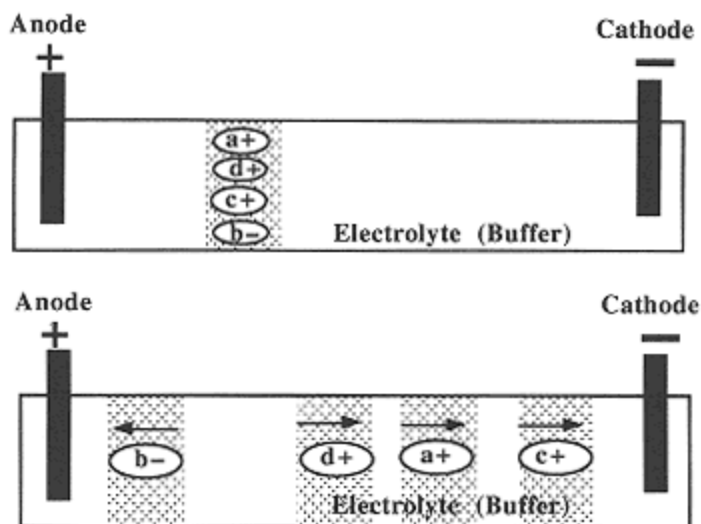 Anode
Cathode
+
−
a+
d+
c+
b−
Electrolyte (Buffer)
Anode
Cathode
+
−
b−
d+
a+
c+
Electrolyte (Buffer)